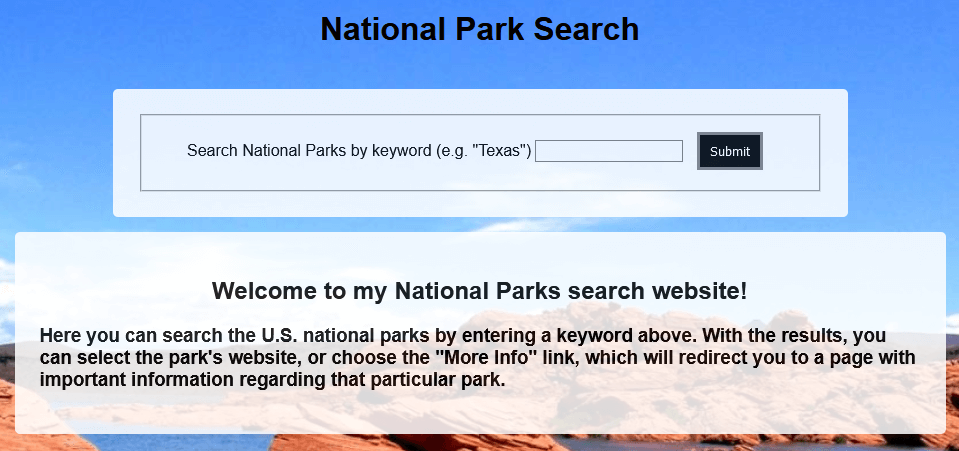 National Park Search
Search National Parks by keyword (e.g. "Texas") Submit
Welcome to my National Parks search website!
Here you can search the U.S. national parks by entering a keyword above. With the results, you
can select the park's website, or choose the "More Info" link, which will redirect you to a page with
important information regarding that particular park.